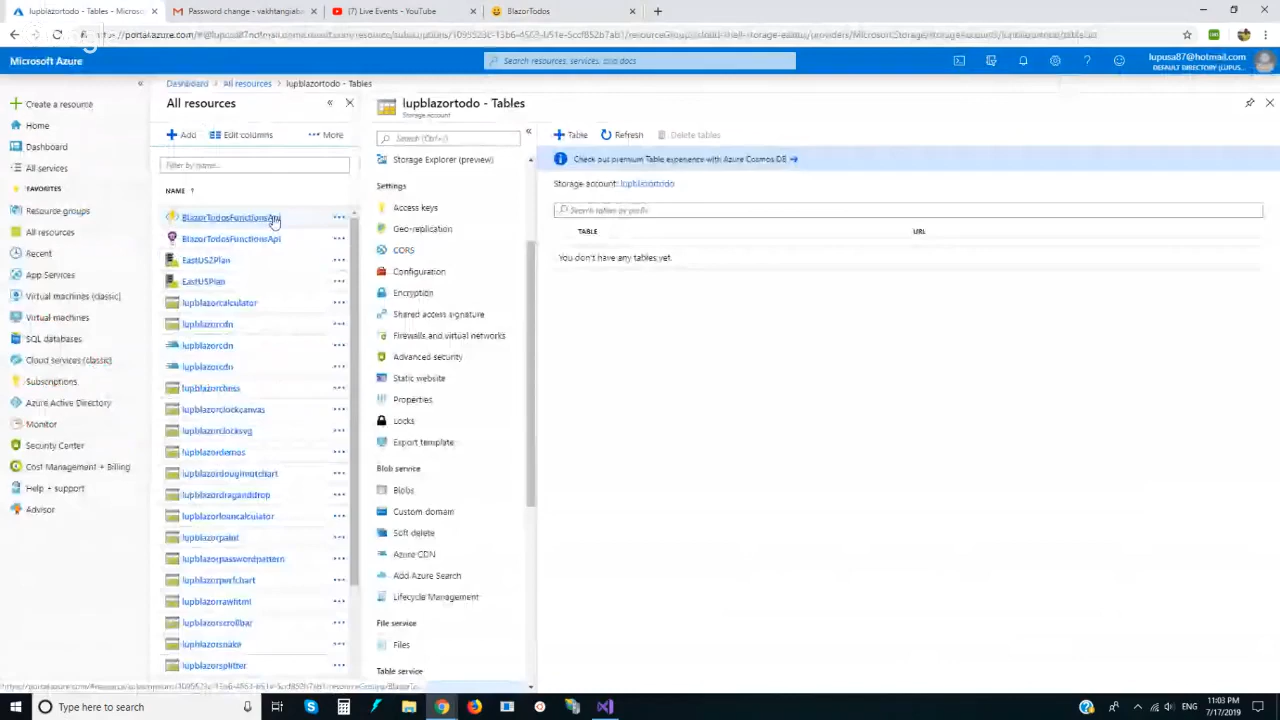 lupblazortodo - Tables - Microso
Password change - vakhtangiabe
(7) Live Events - YouTube
BlazorTodos
Microsoft Azure
Search resources, services, and docs
lupusa87@hotmail.com
DEFAULT DIRECTORY (LUPUS...
Dashboard
All resources
lupblazortodo - Tables
Create a resource
Home
Dashboard
All services
FAVORITES
Resource groups
All resources
Recent
App Services
Virtual machines (classic)
Virtual machines
SQL databases
Cloud services (classic)
Subscriptions
Azure Active Directory
Monitor
Security Center
Cost Management + Billing
Help + support
Advisor
All resources
Add
Edit columns
More
Filter by name...
NAME
BlazorTodosFunctionsApi
BlazorTodosFunctionsApi
EastUS2Plan
EastUSPlan
lupblazorcalculator
lupblazorcdn
lupblazorcdn
lupblazorcdn
lupblazorchess
lupblazorclockcanvas
lupblazorclocksvg
lupblazordemos
lupblazordoughnutchart
lupblazordraganddrop
lupblazorloancalculator
lupblazorpaint
lupblazorpasswordpattern
lupblazorperfchart
lupblazorrawhtml
lupblazorscrollbar
lupblazorsnake
lupblazorsplitter
lupblazortodo - Tables
Storage account
Search (Ctrl+/)
Storage Explorer (preview)
Settings
Access keys
Geo-replication
CORS
Configuration
Encryption
Shared access signature
Firewalls and virtual networks
Advanced security
Static website
Properties
Locks
Export template
Blob service
Blobs
Custom domain
Soft delete
Azure CDN
Add Azure Search
Lifecycle Management
File service
Files
Table service
Table
Refresh
Delete tables
Check out premium Table experience with Azure Cosmos DB
Storage account: lupblazortodo
Search tables by prefix
TABLE
URL
You don't have any tables yet.
Type here to search
ENG
11:03 PM
7/17/2019